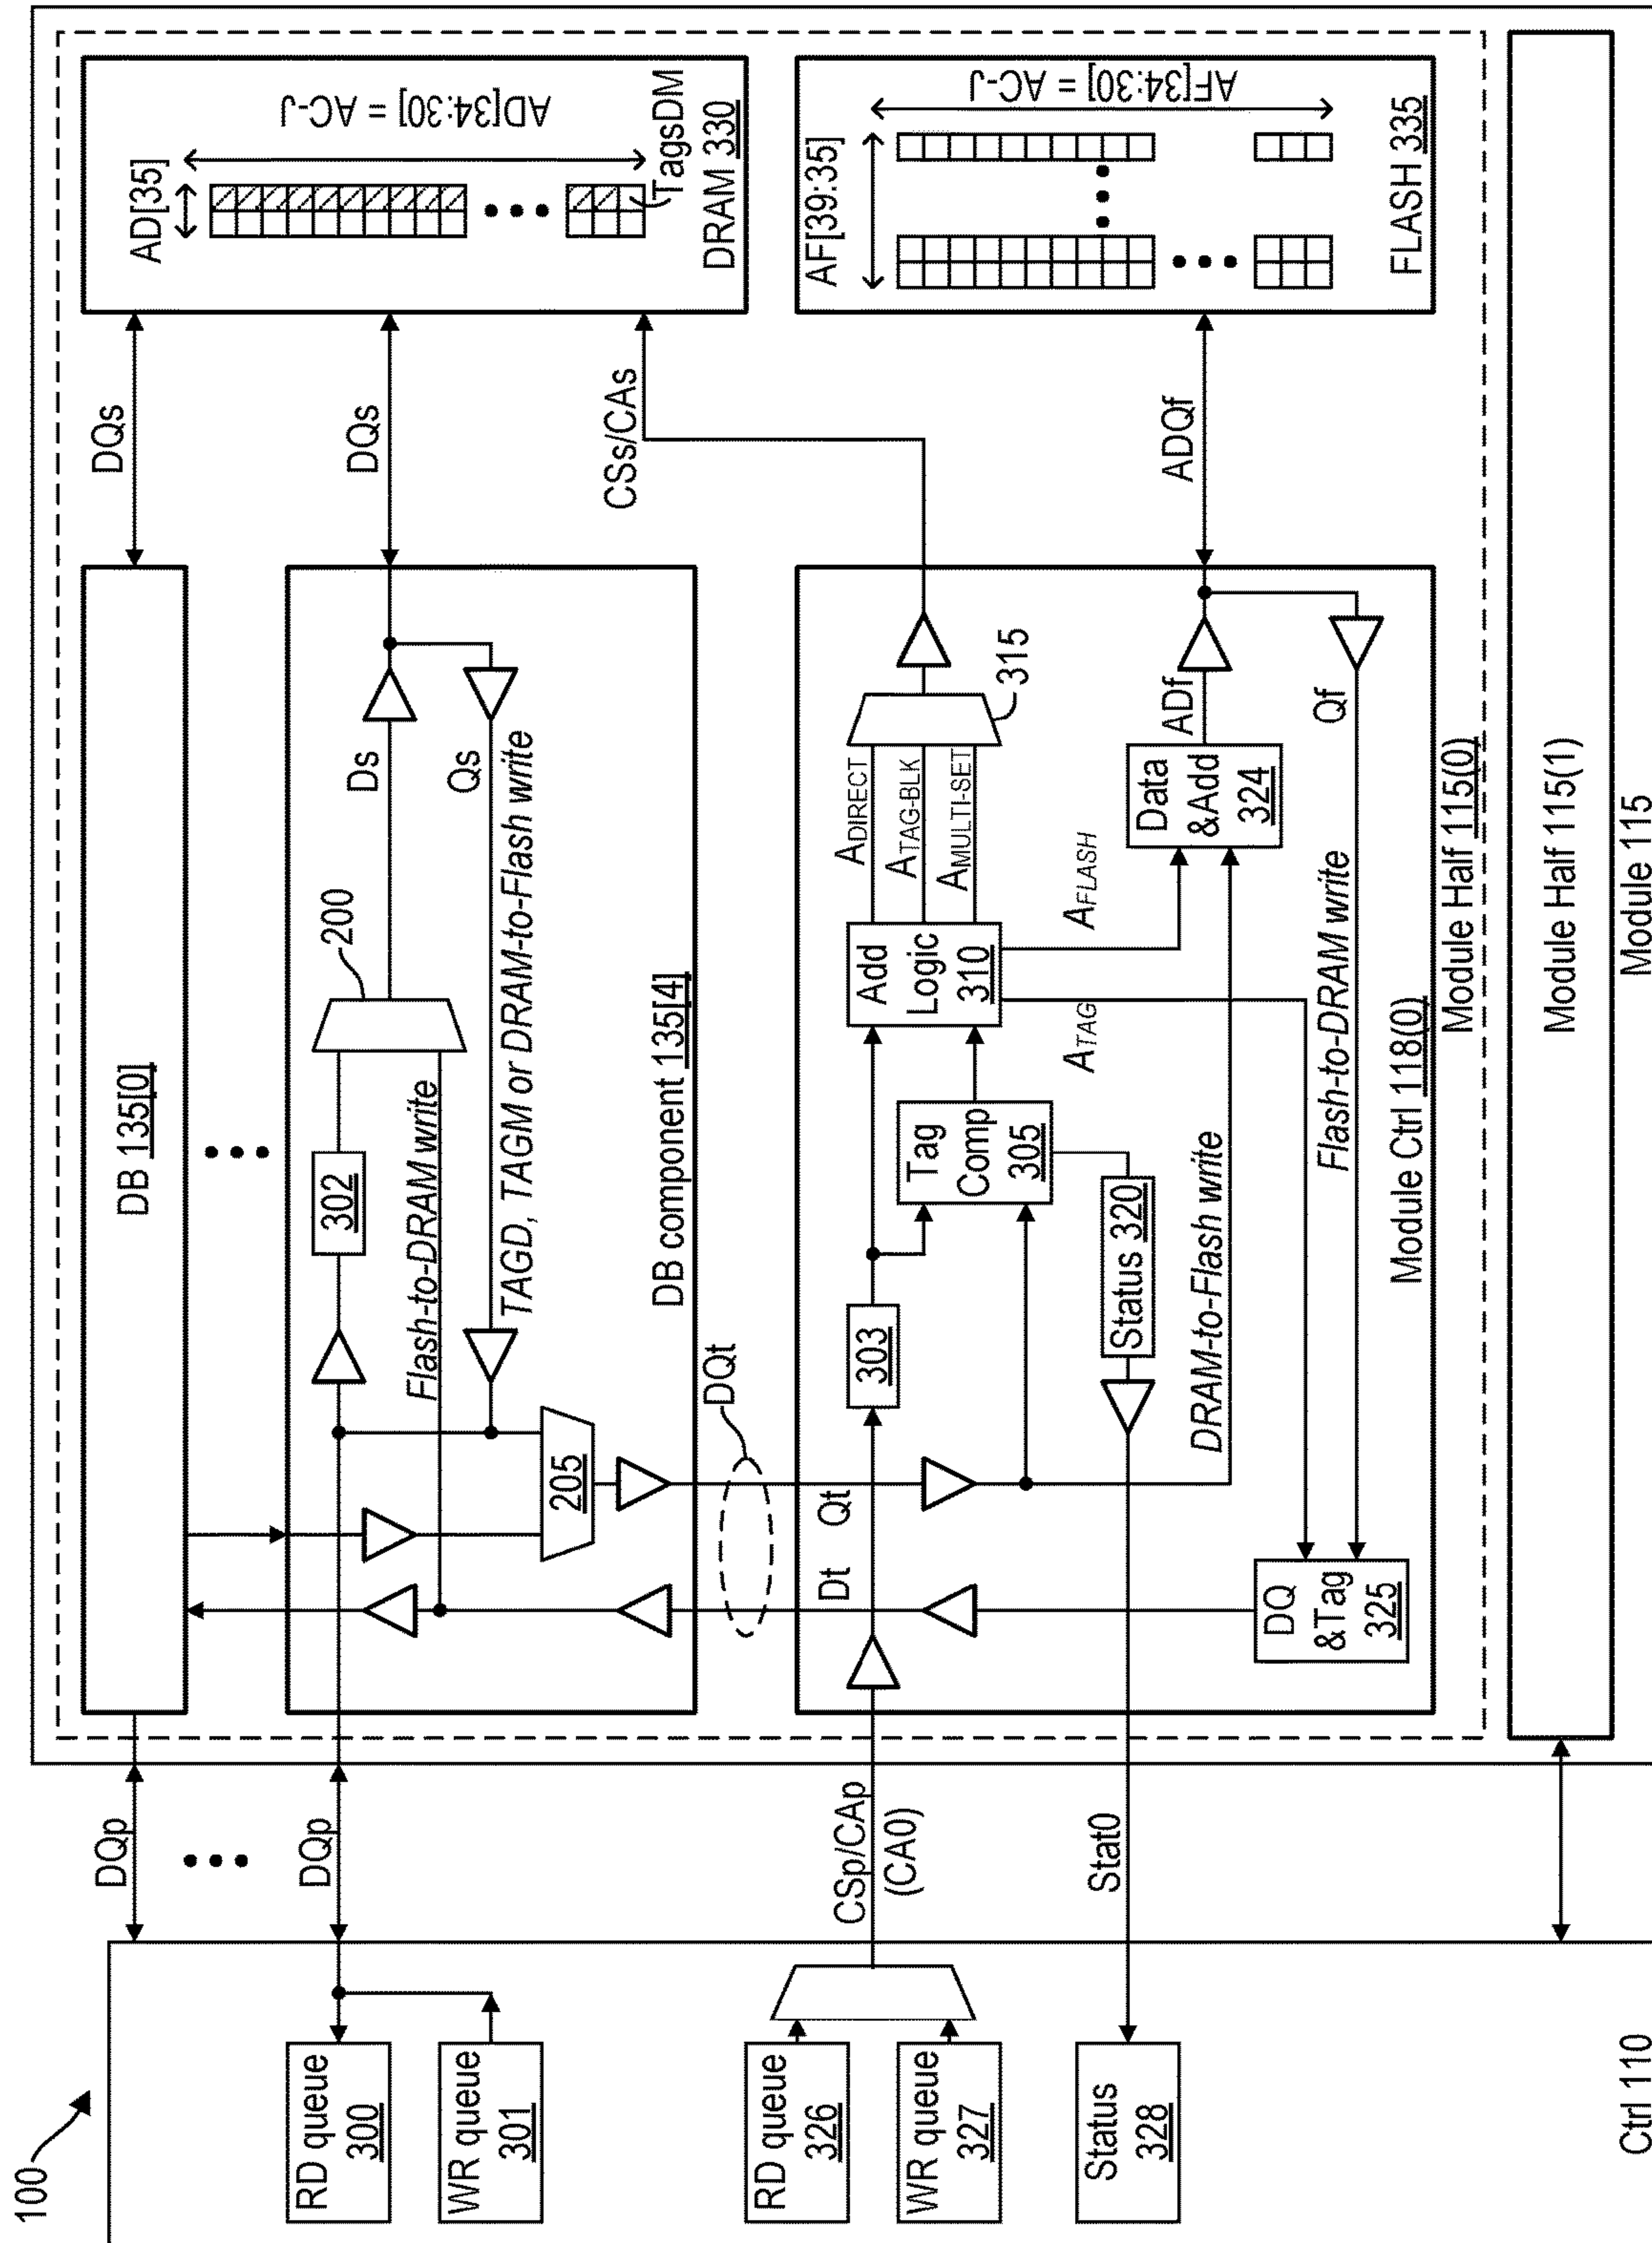 100
Ctrl 110
RD queue
300
WR queue
301
RD queue
326
WR queue
327
Status
328
DQp
DQp
CSp/CAp
(CA0)
Stat0
Module 115
Module Half 115(0)
Module Half 115(1)
DB 135[0]
DB component 135[4]
302
200
205
Ds
Qs
Flash-to-DRAM write
TAGD, TAGM or DRAM-to-Flash write
DQt
Dt
Qt
Module Ctrl 118(0)
303
Tag
Comp
305
Status 320
Add
Logic
310
ADIRECT
ATAG-BLK
AMULTI-SET
315
AFLASH
ATAG
Data
&Add
324
ADf
Qf
DRAM-to-Flash write
Flash-to-DRAM write
DQ
&Tag
325
DQs
DQs
CSs/CAs
ADQf
AD[35]
AD[34:30] = AC-J
TagsDM
DRAM 330
AF[39:35]
AF[34:30] = AC-J
FLASH 335